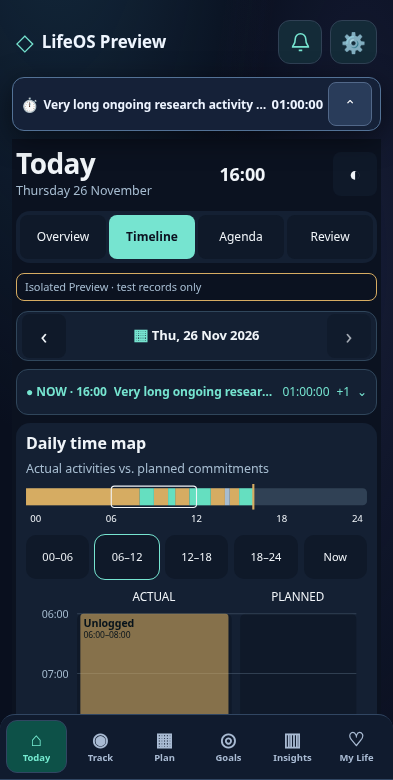 LifeOS Preview
Very long ongoing research activity ... 01:00:00
Today
Thursday 26 November
16:00
Overview Timeline Agenda Review
Isolated Preview · test records only
Thu, 26 Nov 2026
● NOW · 16:00 Very long ongoing resear... 01:00:00 +1
Daily time map
Actual activities vs. planned commitments
00 06 12 18 24
00–06 06–12 12–18 18–24 Now
ACTUAL PLANNED
06:00
Unlogged
06:00–08:00
07:00
Today Track Plan Goals Insights My Life